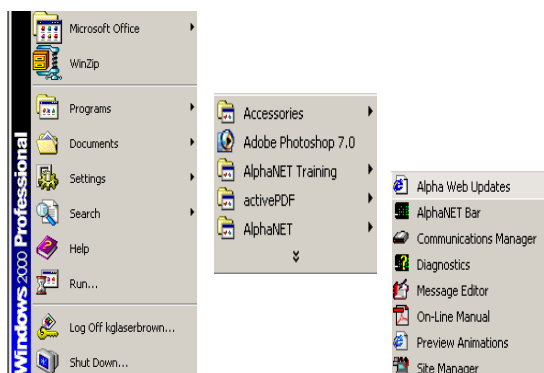 Windows 2000 Professional
Microsoft Office
WinZip
Programs
Documents
Settings
Search
Help
Run...
Log Off kglaserbrown...
Shut Down...
Accessories
Adobe Photoshop 7.0
AlphaNET Training
activePDF
AlphaNET
Alpha Web Updates
AlphaNET Bar
Communications Manager
Diagnostics
Message Editor
On-Line Manual
Preview Animations
Site Manager